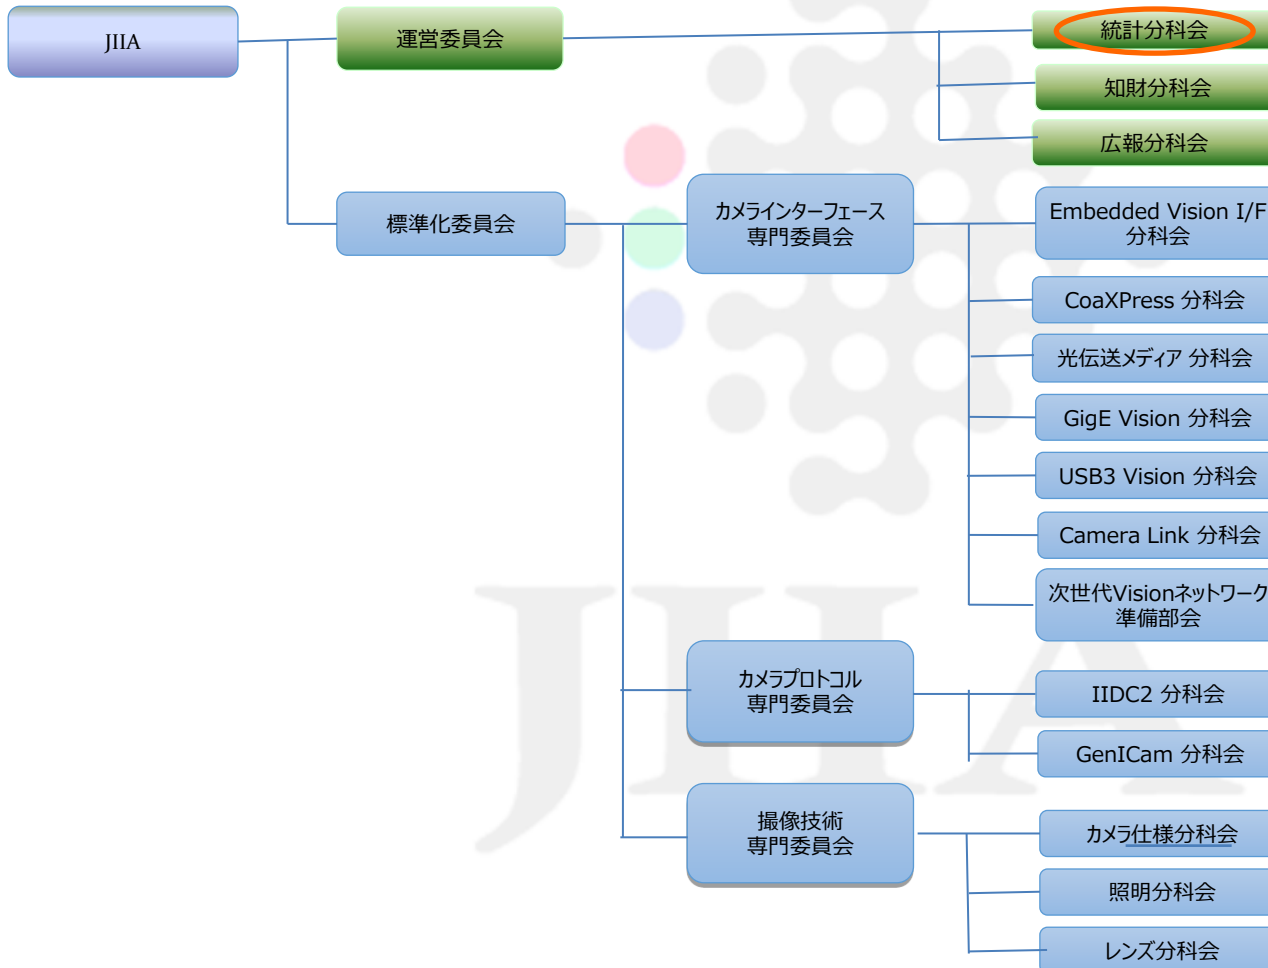 JIIA
運営委員会
統計分科会
知財分科会
広報分科会
標準化委員会
カメラインターフェース
専門委員会
Embedded Vision I/F
分科会
CoaXPress 分科会
光伝送メディア 分科会
GigE Vision 分科会
USB3 Vision 分科会
Camera Link 分科会
次世代Visionネットワーク
準備部会
カメラプロトコル
専門委員会
IIDC2 分科会
GenICam 分科会
撮像技術
専門委員会
カメラ仕様分科会
照明分科会
レンズ分科会
JIIA